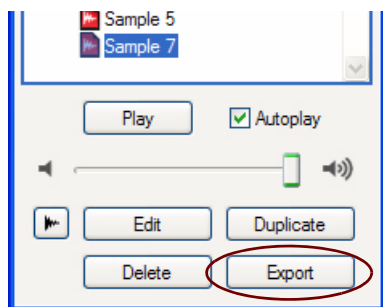 Sample 5
Sample 7
Play Autoplay
Edit Duplicate
Delete Export